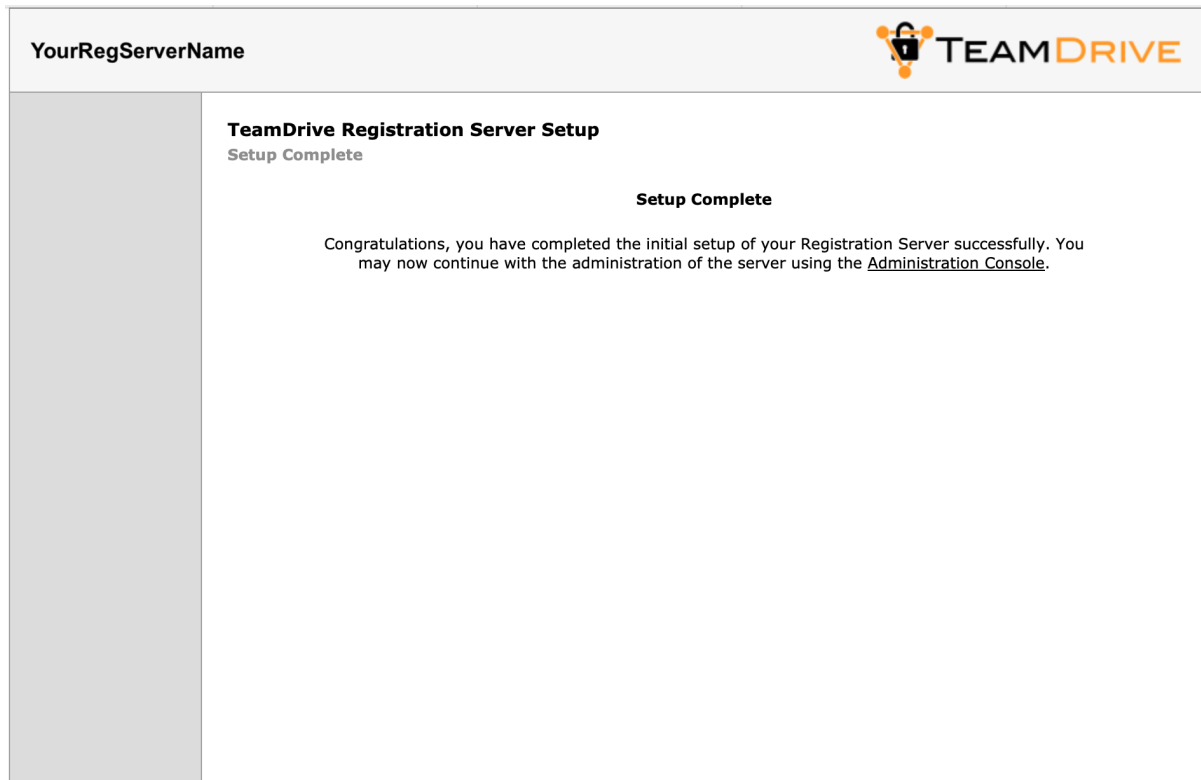 YourRegServerName
TEAMDRIVE
TeamDrive Registration Server Setup
Setup Complete
Setup Complete
Congratulations, you have completed the initial setup of your Registration Server successfully. You
may now continue with the administration of the server using the Administration Console.